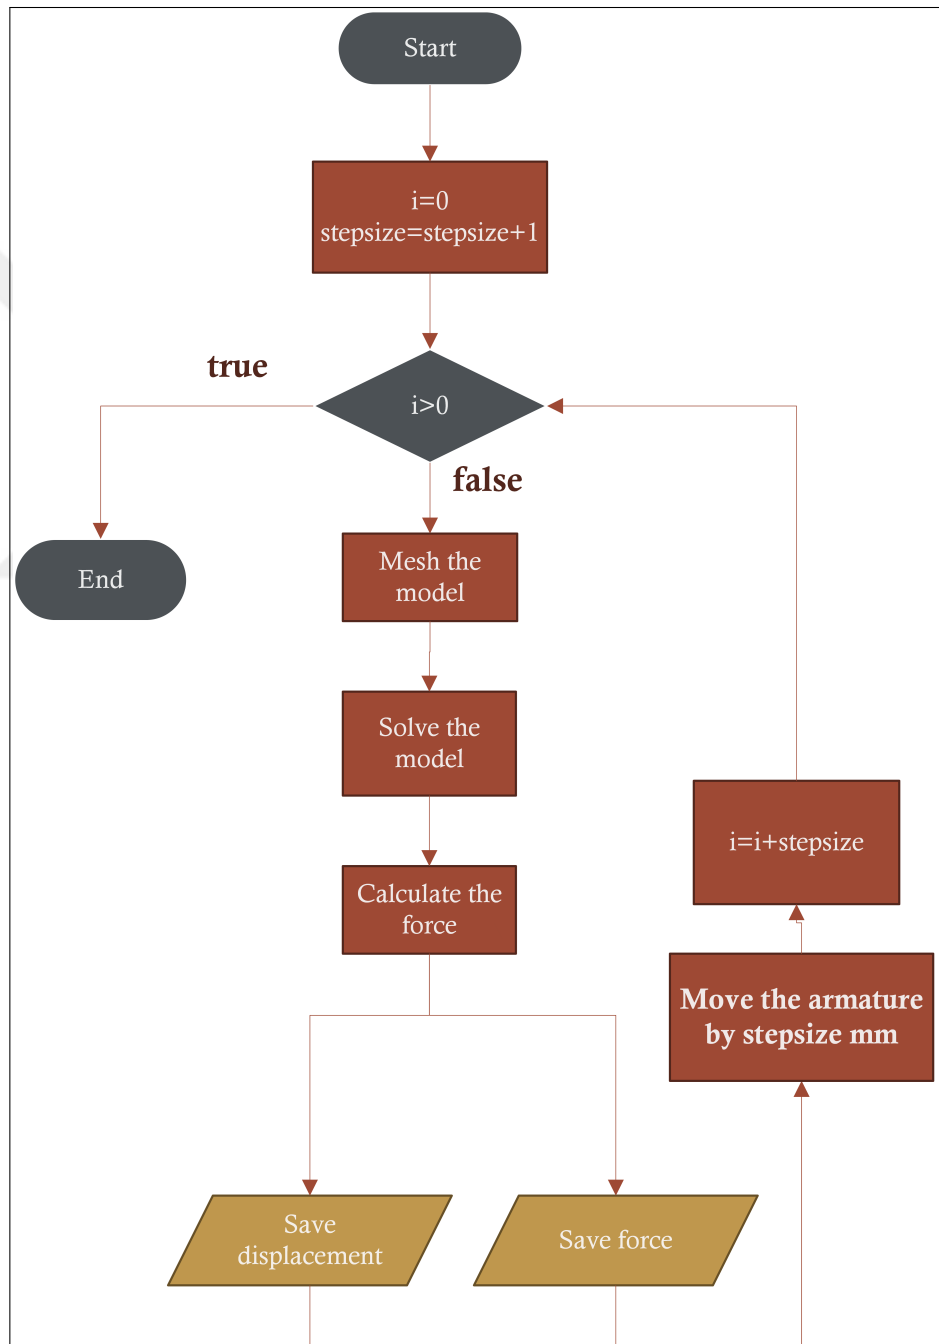 Start
i=0
stepsize=stepsize+1
true
i>0
false
End
Mesh the
model
Solve the
model
Calculate the
force
i=i+stepsize
Move the armature
by stepsize mm
Save
displacement
Save force